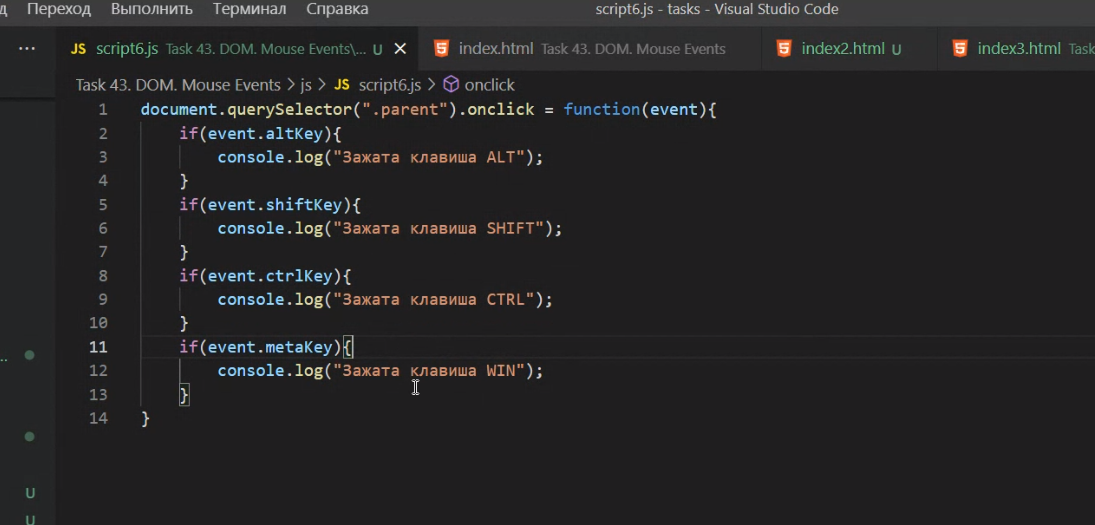 д Переход Выполнить Терминал Справка script6.js - tasks - Visual Studio Code
... JS script6.js Task 43. DOM. Mouse Events\... U × index.html Task 43. DOM. Mouse Events index2.html U index3.html Task
Task 43. DOM. Mouse Events > js > JS script6.js > onclick
1 document.querySelector(".parent").onclick = function(event){
2 if(event.altKey){
3 console.log("Зажата клавиша ALT");
4 }
5 if(event.shiftKey){
6 console.log("Зажата клавиша SHIFT");
7 }
8 if(event.ctrlKey){
9 console.log("Зажата клавиша CTRL");
10 }
11 if(event.metaKey){
12 console.log("Зажата клавиша WIN");
13 }
14 }
...
U
U